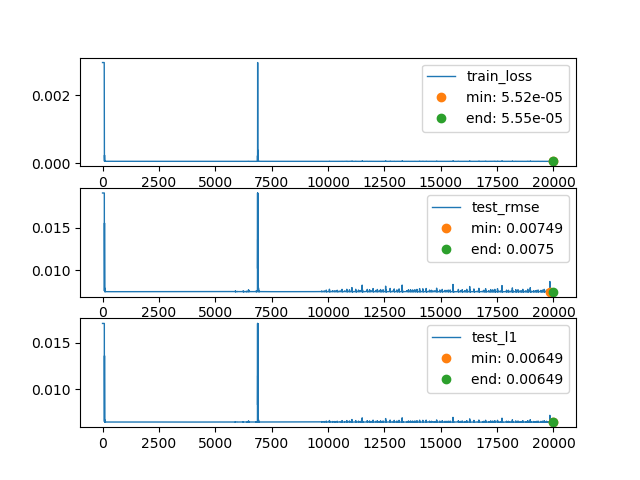 train_loss
min: 5.52e-05
end: 5.55e-05
0.002
0.000
0 2500 5000 7500 10000 12500 15000 17500 20000
test_rmse
min: 0.00749
end: 0.0075
0.015
0.010
0 2500 5000 7500 10000 12500 15000 17500 20000
test_l1
min: 0.00649
end: 0.00649
0.015
0.010
0 2500 5000 7500 10000 12500 15000 17500 20000